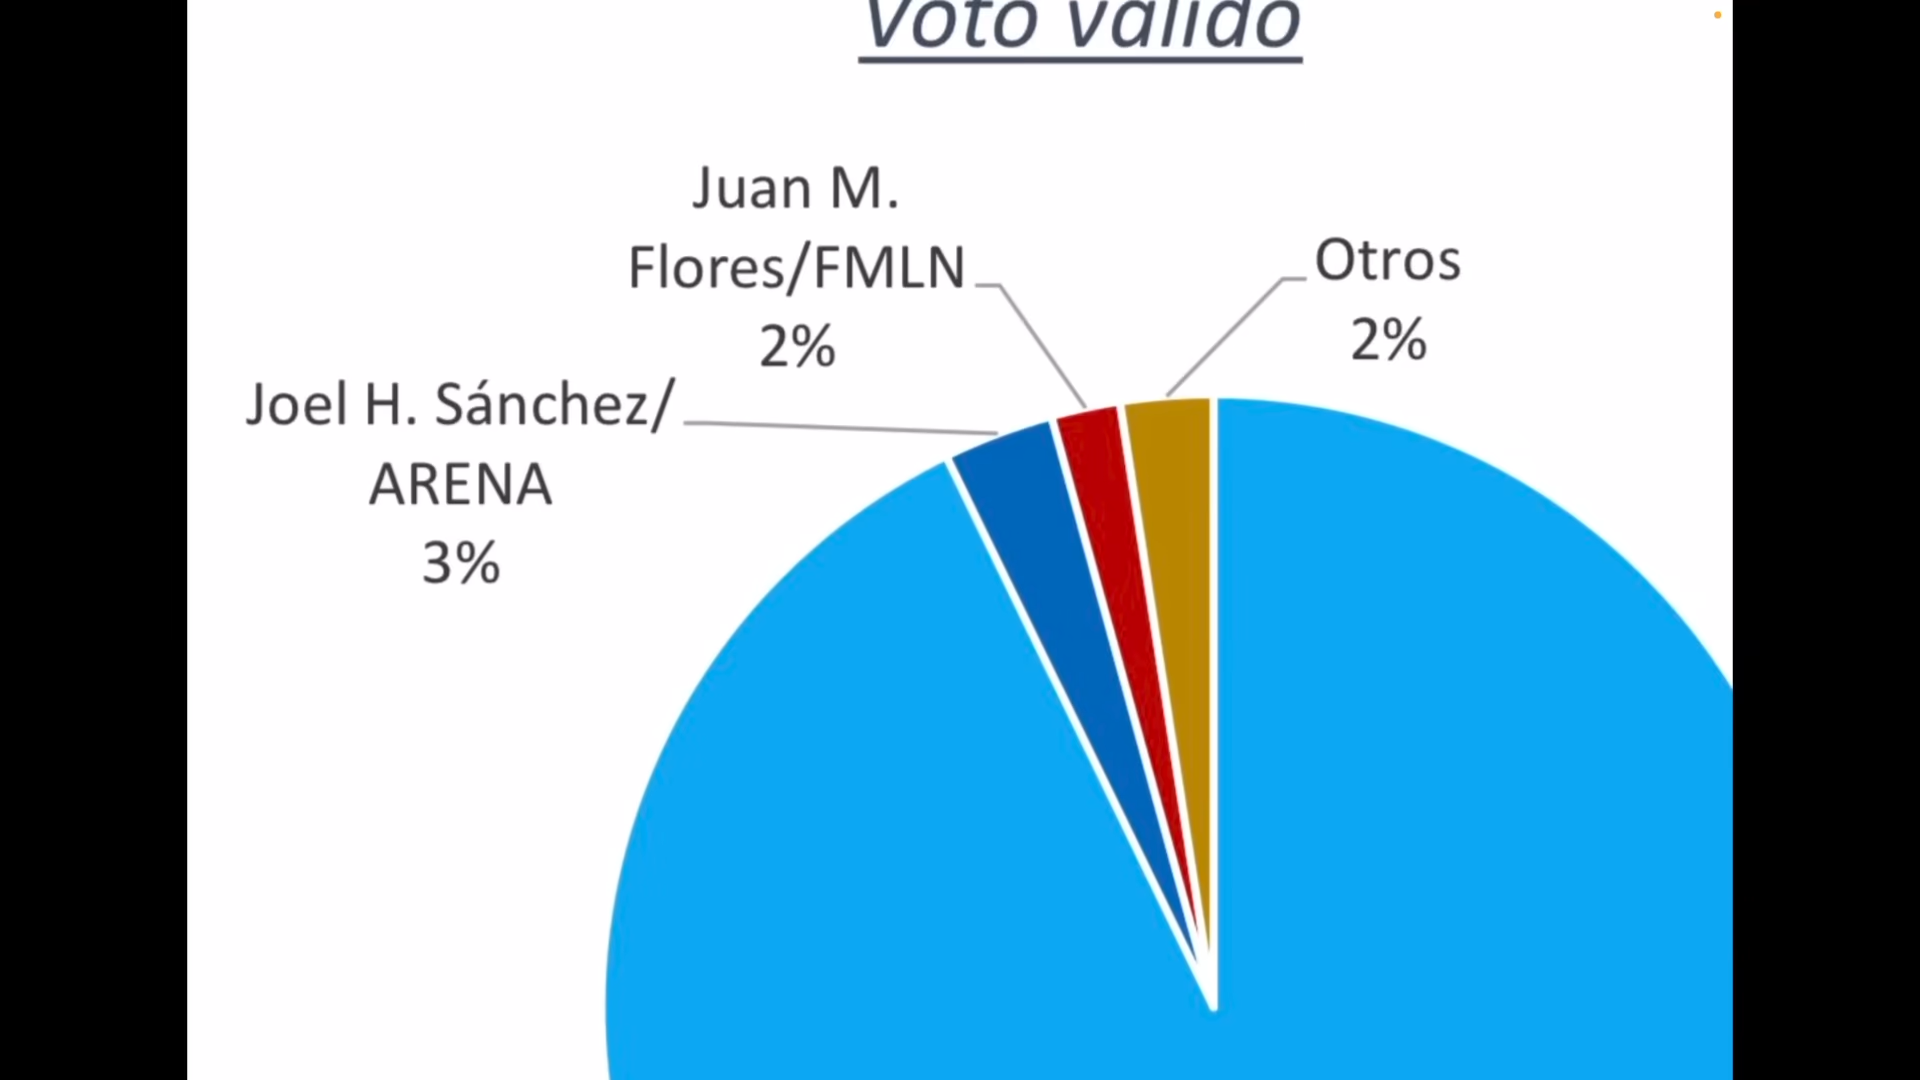 Voto válido
Juan M.
Flores/FMLN
2%
Otros
2%
Joel H. Sánchez/
ARENA
3%